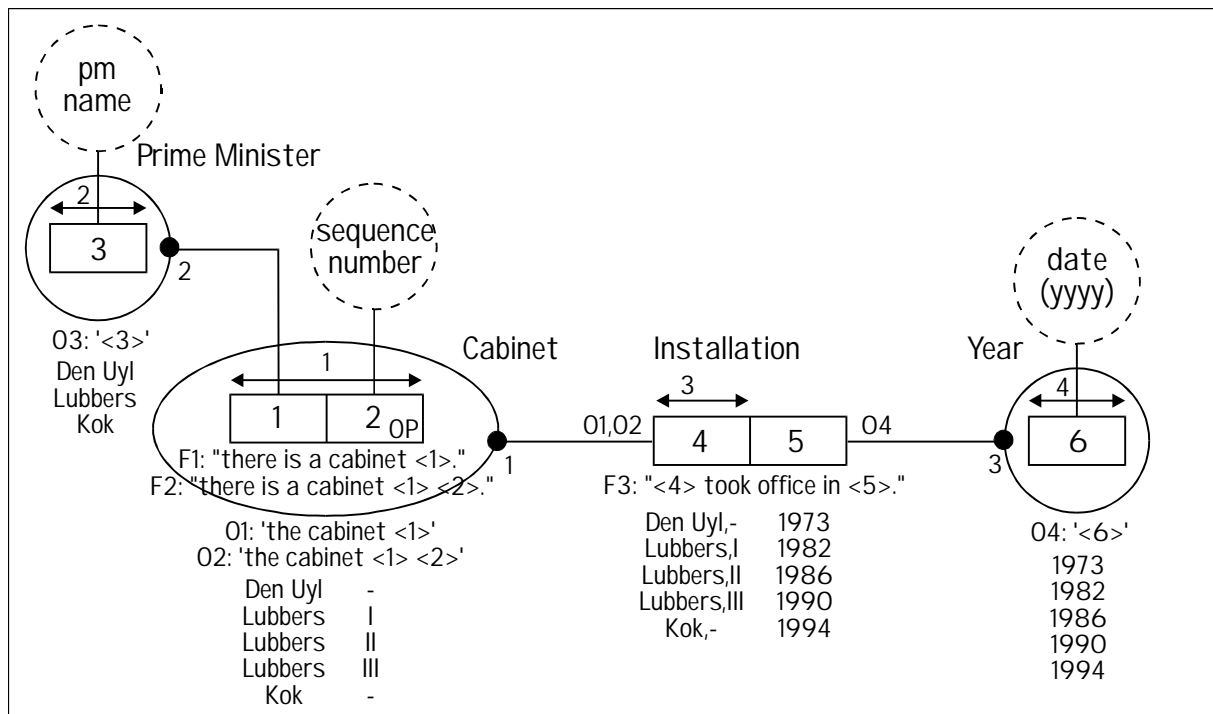 pm
name
Prime Minister
2
3
2
O3: '<3>'
Den Uyl
Lubbers
Kok
sequence
number
Cabinet
1
1
2 OP
1
F1: "there is a cabinet <1>."
F2: "there is a cabinet <1> <2>."
O1: 'the cabinet <1>'
O2: 'the cabinet <1> <2>'
Den Uyl -
Lubbers I
Lubbers II
Lubbers III
Kok -
Installation
3
O1,O2
4
5
O4
F3: "<4> took office in <5>."
Den Uyl,- 1973
Lubbers,I 1982
Lubbers,II 1986
Lubbers,III 1990
Kok,- 1994
date
(yyyy)
Year
4
6
3
O4: '<6>'
1973
1982
1986
1990
1994